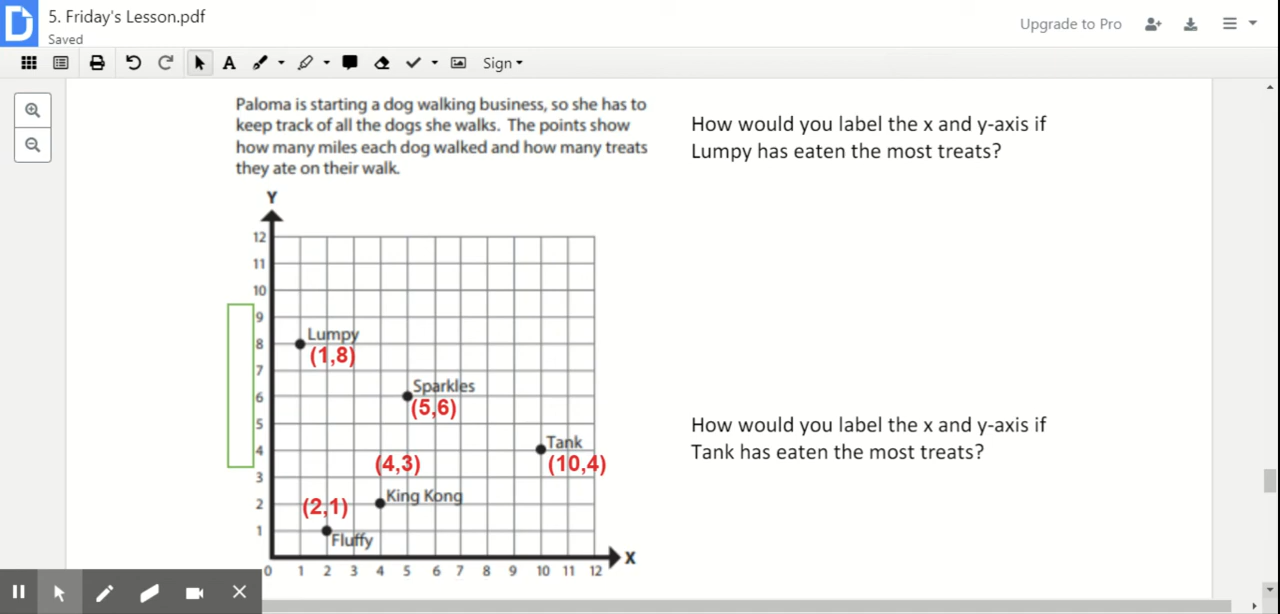 5. Friday's Lesson.pdf
Saved
Upgrade to Pro
A
Sign
Paloma is starting a dog walking business, so she has to
keep track of all the dogs she walks. The points show
how many miles each dog walked and how many treats
they ate on their walk.
How would you label the x and y-axis if
Lumpy has eaten the most treats?
Y
12
11
10
9
8
7
6
5
4
3
2
1
Lumpy
(1,8)
Sparkles
(5,6)
Tank
(10,4)
(4,3)
King Kong
(2,1)
Fluffy
X
0 1 2 3 4 5 6 7 8 9 10 11 12
How would you label the x and y-axis if
Tank has eaten the most treats?